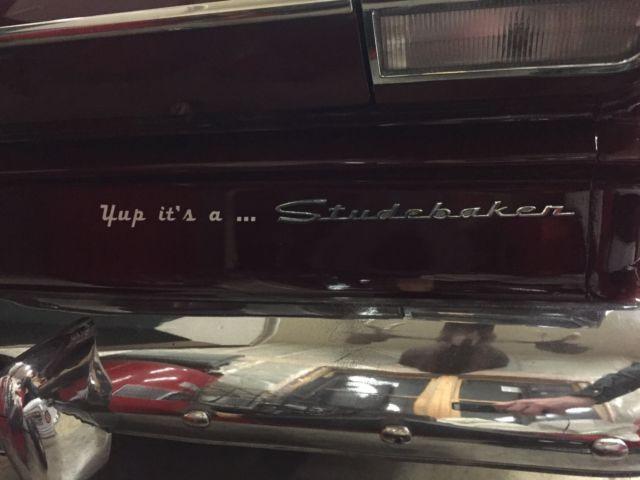 Yup it's a ... Studebaker